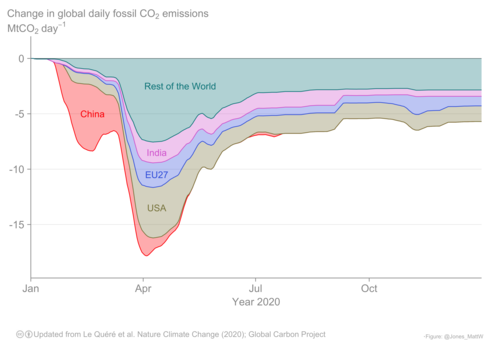 Change in global daily fossil CO₂ emissions
MtCO₂ day⁻¹
0
-5
-10
-15
Rest of the World
China
India
EU27
USA
Jan
Apr
Jul
Oct
Year 2020
Updated from Le Quéré et al. Nature Climate Change (2020); Global Carbon Project
Figure: @Jones_MattW